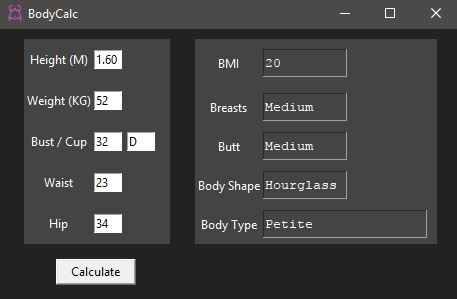 BodyCalc
Height (M) 1.60
Weight (KG) 52
Bust / Cup 32 D
Waist 23
Hip 34
Calculate
BMI 20
Breasts Medium
Butt Medium
Body Shape Hourglass
Body Type Petite